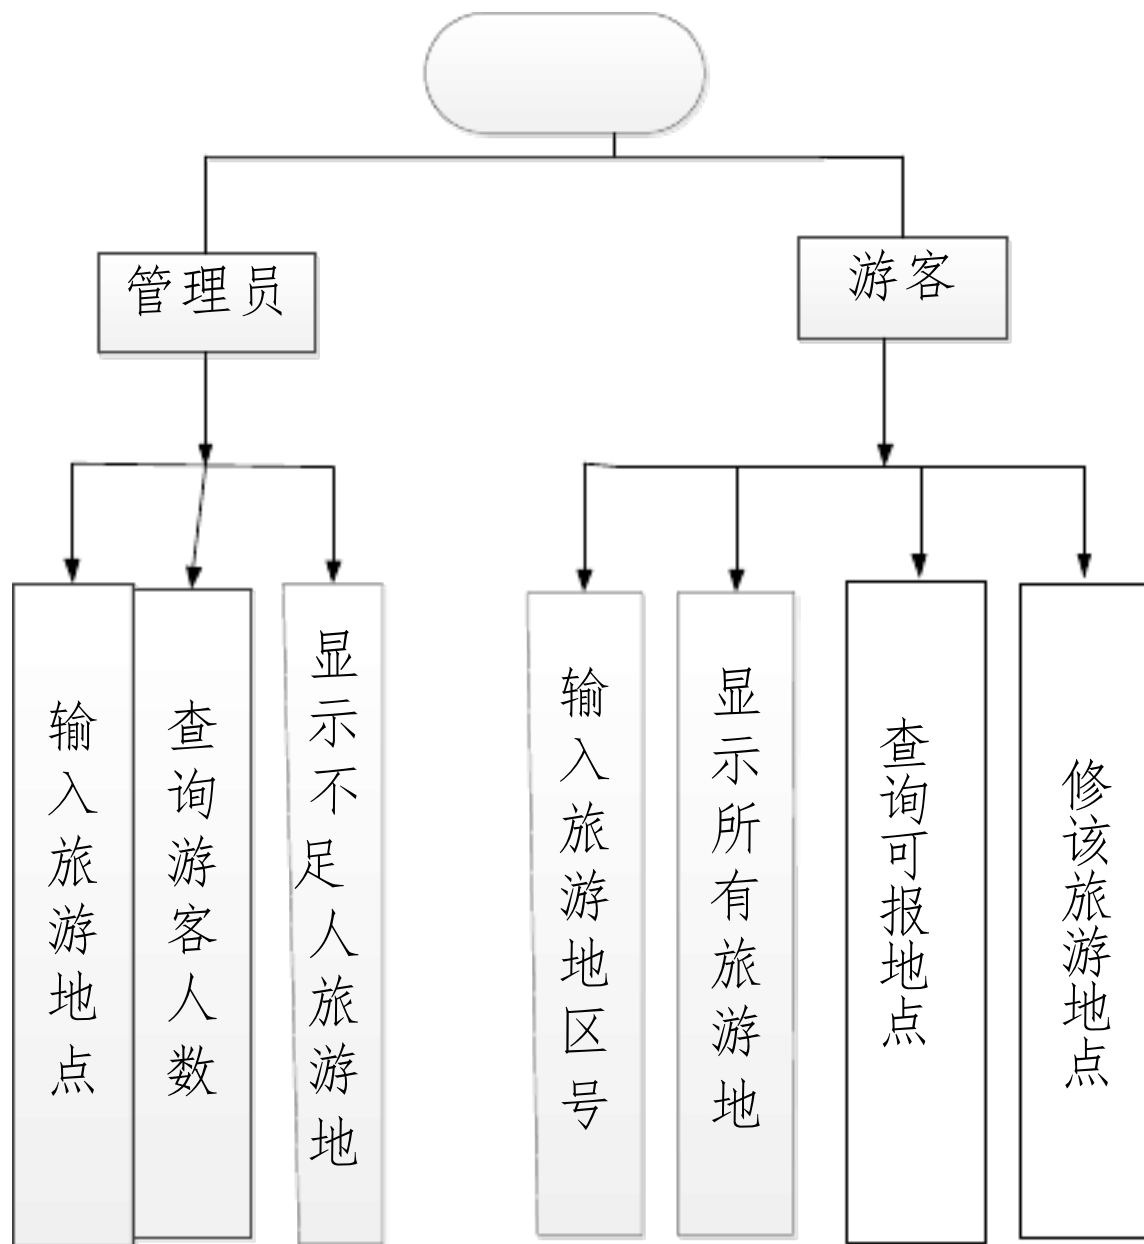 管理员
游客
输入旅游地点
查询游客人数
显示不足人旅游地
输入旅游地区号
显示所有旅游地
查询可报地点
修该旅游地点